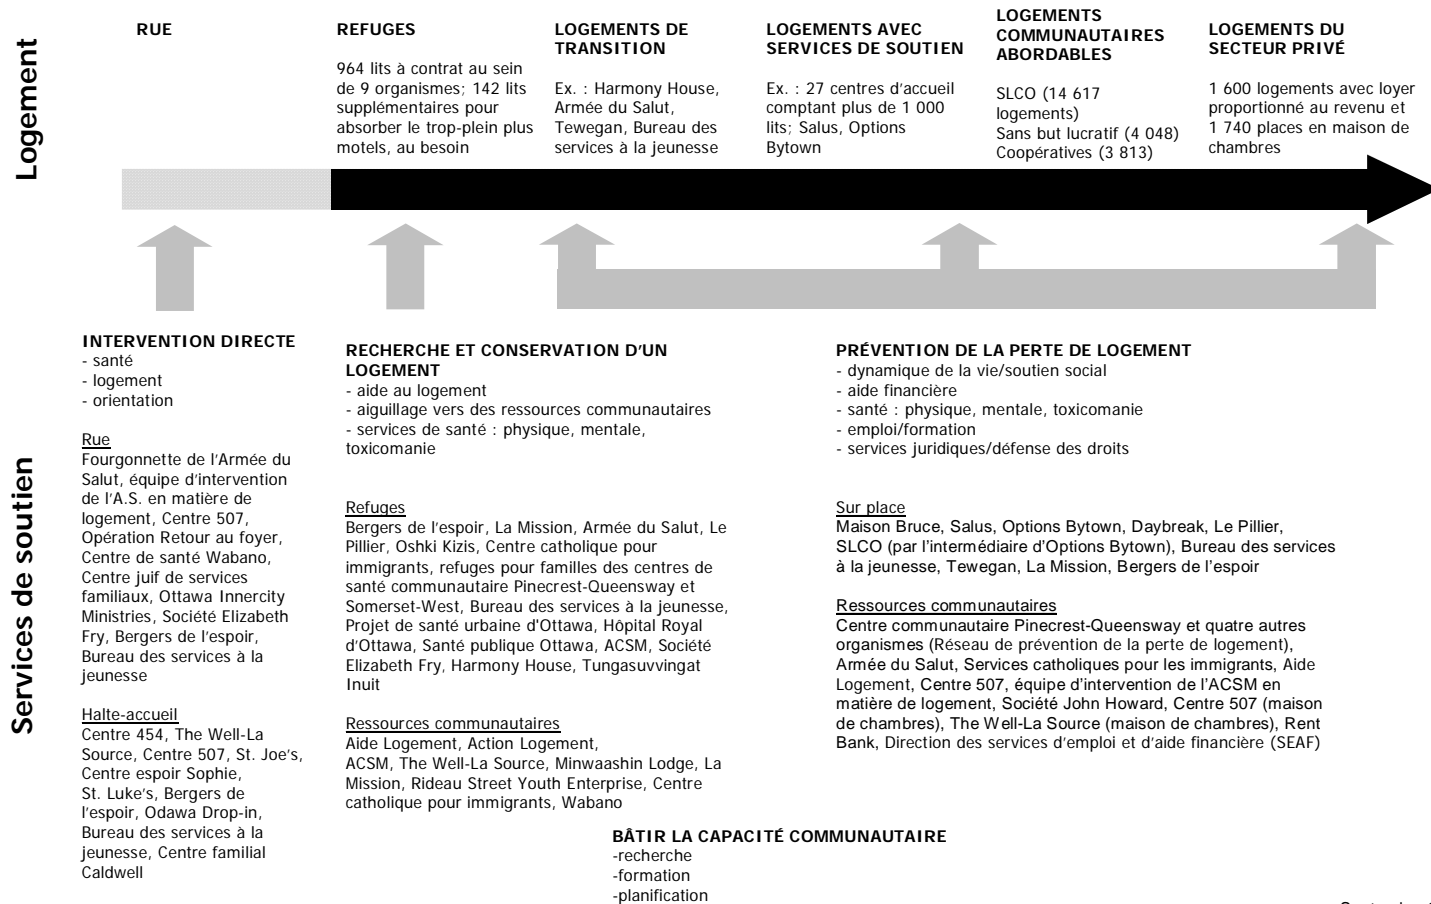 Logement
RUE
REFUGES
964 lits à contrat au sein
de 9 organismes; 142 lits
supplémentaires pour
absorber le trop-plein plus
motels, au besoin
LOGEMENTS DE
TRANSITION
Ex. : Harmony House,
Armée du Salut,
Tewegan, Bureau des
services à la jeunesse
LOGEMENTS AVEC
SERVICES DE SOUTIEN
Ex. : 27 centres d'accueil
comptant plus de 1 000
lits; Salus, Options
Bytown
LOGEMENTS
COMMUNAUTAIRES
ABORDABLES
SLCO (14 617
logements)
Sans but lucratif (4 048)
Coopératives (3 813)
LOGEMENTS DU
SECTEUR PRIVÉ
1 600 logements avec loyer
proportionné au revenu et
1 740 places en maison de
chambres
Services de soutien
INTERVENTION DIRECTE
- santé
- logement
- orientation
Rue
Fourgonnette de l'Armée du
Salut, équipe d'intervention
de l'A.S. en matière de
logement, Centre 507,
Opération Retour au foyer,
Centre de santé Wabano,
Centre juif de services
familiaux, Ottawa Innercity
Ministries, Société Elizabeth
Fry, Bergers de l'espoir,
Bureau des services à la
jeunesse
Halte-accueil
Centre 454, The Well-La
Source, Centre 507, St. Joe's,
Centre espoir Sophie,
St. Luke's, Bergers de
l'espoir, Odawa Drop-in,
Bureau des services à la
jeunesse, Centre familial
Caldwell
RECHERCHE ET CONSERVATION D'UN
LOGEMENT
- aide au logement
- aiguillage vers des ressources communautaires
- services de santé : physique, mentale,
toxicomanie
Refuges
Bergers de l'espoir, La Mission, Armée du Salut, Le
Pillier, Oshki Kizis, Centre catholique pour
immigrants, refuges pour familles des centres de
santé communautaire Pinecrest-Queensway et
Somerset-West, Bureau des services à la jeunesse,
Projet de santé urbaine d'Ottawa, Hôpital Royal
d'Ottawa, Santé publique Ottawa, ACSM, Société
Elizabeth Fry, Harmony House, Tungasuvvingat
Inuit
Ressources communautaires
Aide Logement, Action Logement,
ACSM, The Well-La Source, Minwaashin Lodge, La
Mission, Rideau Street Youth Enterprise, Centre
catholique pour immigrants, Wabano
PRÉVENTION DE LA PERTE DE LOGEMENT
- dynamique de la vie/soutien social
- aide financière
- santé : physique, mentale, toxicomanie
- emploi/formation
- services juridiques/défense des droits
Sur place
Maison Bruce, Salus, Options Bytown, Daybreak, Le Pillier,
SLCO (par l'intermédiaire d'Options Bytown), Bureau des services
à la jeunesse, Tewegan, La Mission, Bergers de l'espoir
Ressources communautaires
Centre communautaire Pinecrest-Queensway et quatre autres
organismes (Réseau de prévention de la perte de logement),
Armée du Salut, Services catholiques pour les immigrants, Aide
Logement, Centre 507, équipe d'intervention de l'ACSM en
matière de logement, Société John Howard, Centre 507 (maison
de chambres), The Well-La Source (maison de chambres), Rent
Bank, Direction des services d'emploi et d'aide financière (SEAF)
BÂTIR LA CAPACITÉ COMMUNAUTAIRE
-recherche
-formation
-planification